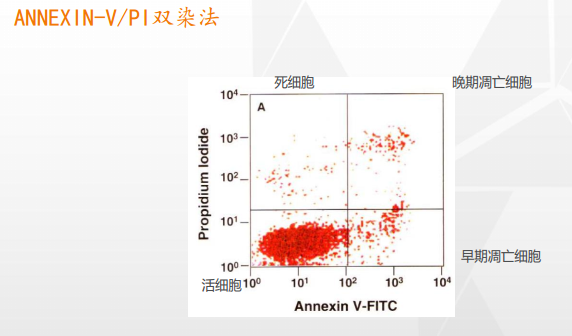 ANNEXIN-V/PI双染法
死细胞
晚期凋亡细胞
A
Propidium Iodide
10⁴
10³
10²
10¹
10⁰
早期凋亡细胞
活细胞
10⁰ 10¹ 10² 10³ 10⁴
Annexin V-FITC